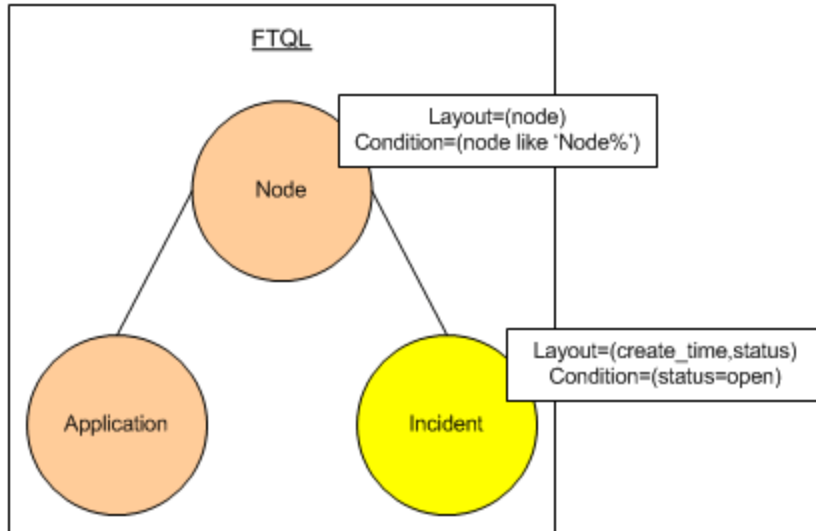 FTQL
Layout=(node)
Condition=(node like ‘Node%’)
Node
Layout=(create_time,status)
Condition=(status=open)
Application
Incident